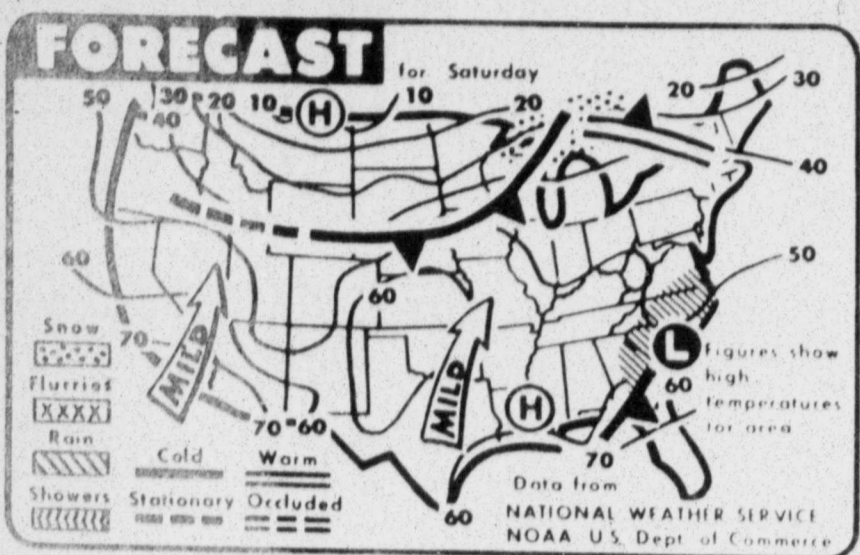 FORECAST
for Saturday
50 30 20 10 H 10 20 20 30
40
40
60
50
60
Snow
70
MILD
MILD
L
Figures show
high
temperatures
for area
60
Flurries
XXXX
H
Rain
70=60
70
Cold
Warm
Data from
Showers
Stationary
Occluded
60
NATIONAL WEATHER SERVICE
NOAA U.S. Dept of Commerce